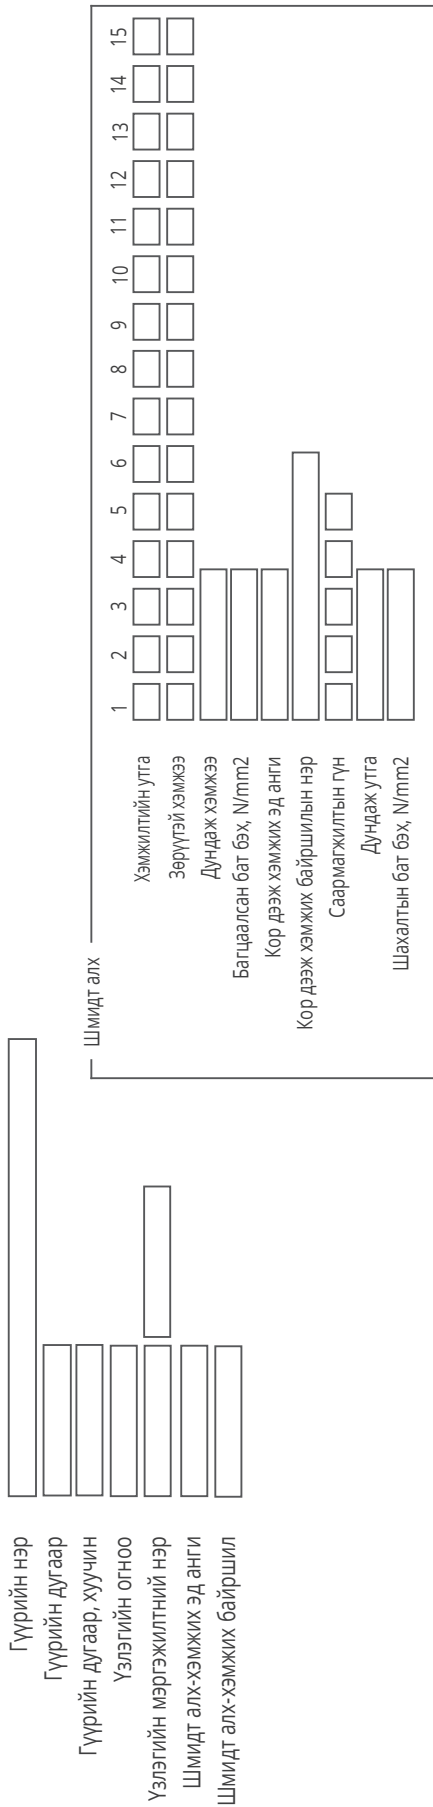 Гүүрийн нэр
Гүүрийн дугаар
Гүүрийн дугаар, хуучин
Үзлэгийн огноо
Үзлэгийн мэргэжилтний нэр
Шмидт алх-хэмжих эд анги
Шмидт алх-хэмжих байршил
Шмидт алх
1 2 3 4 5 6 7 8 9 10 11 12 13 14 15
Хэмжилтийн утга
Зөрүүтэй хэмжээ
Дундаж хэмжээ
Багцаалсан бат бэх, N/mm2
Кор дээж хэмжих эд анги
Кор дээж хэмжих байршилын нэр
Саармагжилтын гүн
Дундаж утга
Шахалтын бат бэх, N/mm2